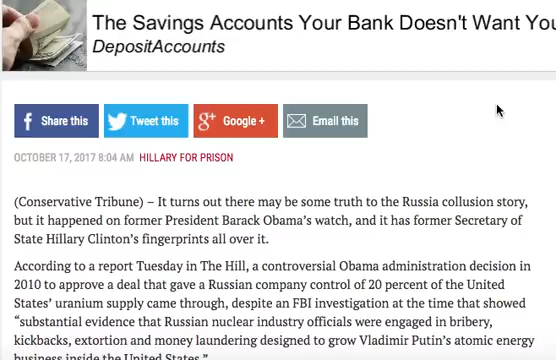 The Savings Accounts Your Bank Doesn't Want You
DepositAccounts
Share this Tweet this Google + Email this
OCTOBER 17, 2017 8:04 AM HILLARY FOR PRISON
(Conservative Tribune) – It turns out there may be some truth to the Russia collusion story,
but it happened on former President Barack Obama's watch, and it has former Secretary of
State Hillary Clinton's fingerprints all over it.
According to a report Tuesday in The Hill, a controversial Obama administration decision in
2010 to approve a deal that gave a Russian company control of 20 percent of the United
States' uranium supply came through, despite an FBI investigation at the time that showed
“substantial evidence that Russian nuclear industry officials were engaged in bribery,
kickbacks, extortion and money laundering designed to grow Vladimir Putin's atomic energy
business inside the United States.”